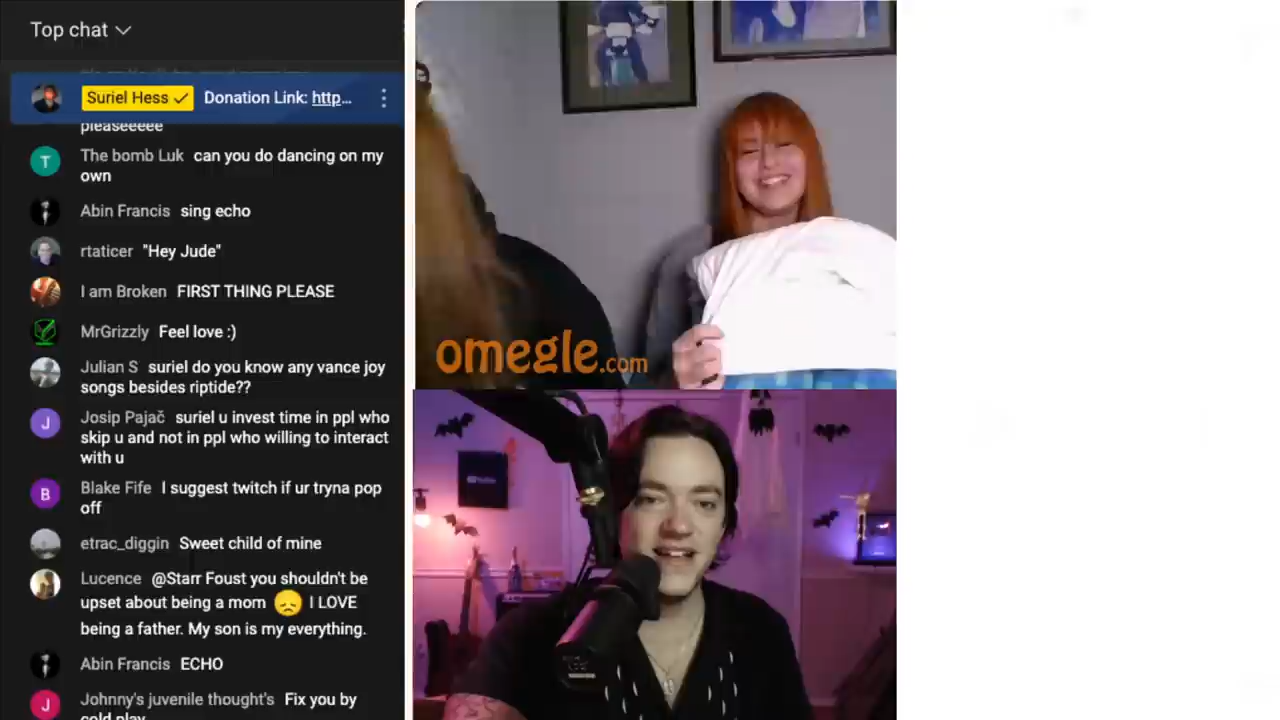 Top chat
Suriel Hess Donation Link: http...
pleaseeeee
The bomb Luk can you do dancing on my
own
Abin Francis sing echo
rtaticer "Hey Jude"
I am Broken FIRST THING PLEASE
MrGrizzly Feel love :)
Julian S suriel do you know any vance joy
songs besides riptide??
Josip Pajač suriel u invest time in ppl who
skip u and not in ppl who willing to interact
with u
Blake Fife I suggest twitch if ur tryna pop
off
etrac_diggin Sweet child of mine
Lucence @Starr Foust you shouldn't be
upset about being a mom 😞 I LOVE
being a father. My son is my everything.
Abin Francis ECHO
Johnny's juvenile thought's Fix you by
cold play
T
J
B
J
omegle.com